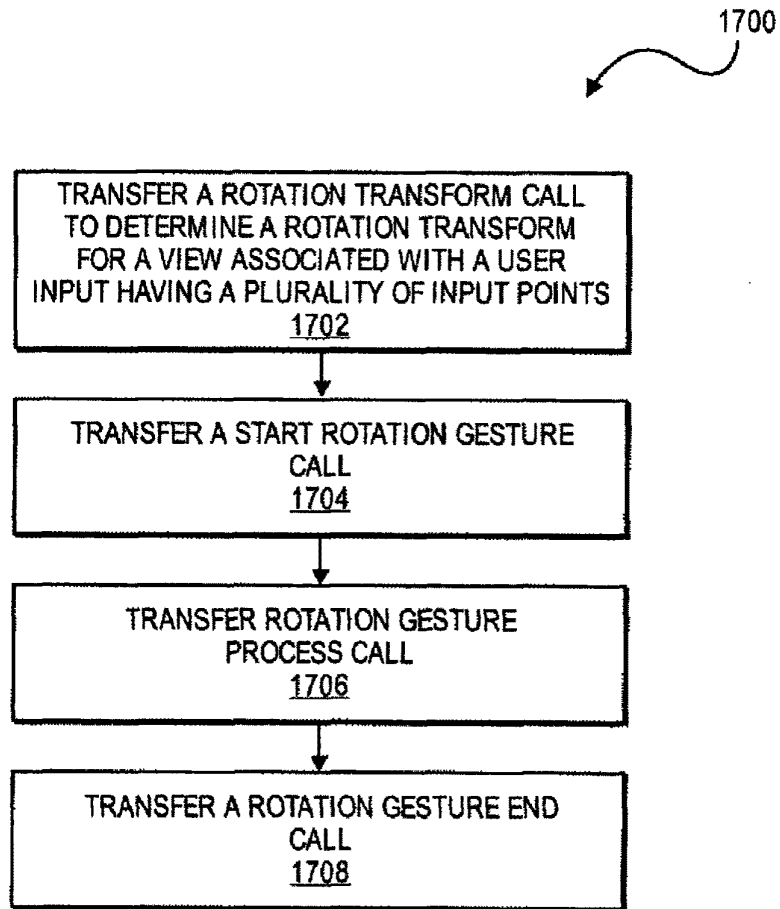 1700
TRANSFER A ROTATION TRANSFORM CALL
TO DETERMINE A ROTATION TRANSFORM
FOR A VIEW ASSOCIATED WITH A USER
INPUT HAVING A PLURALITY OF INPUT POINTS
1702
TRANSFER A START ROTATION GESTURE
CALL
1704
TRANSFER ROTATION GESTURE
PROCESS CALL
1706
TRANSFER A ROTATION GESTURE END
CALL
1708